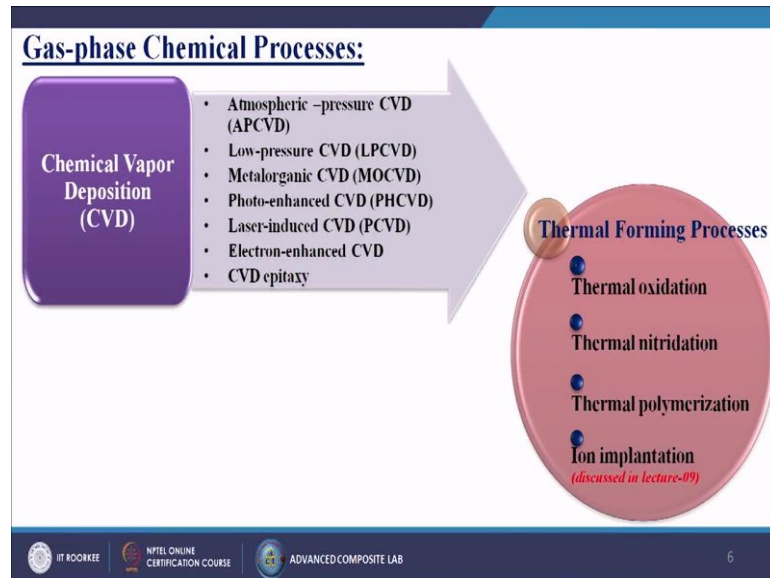 Gas-phase Chemical Processes:
Chemical Vapor
Deposition
(CVD)
• Atmospheric –pressure CVD
(APCVD)
• Low-pressure CVD (LPCVD)
• Metalorganic CVD (MOCVD)
• Photo-enhanced CVD (PHCVD)
• Laser-induced CVD (PCVD)
• Electron-enhanced CVD
• CVD epitaxy
Thermal Forming Processes
Thermal oxidation
Thermal nitridation
Thermal polymerization
Ion implantation
(discussed in lecture-09)
IIT ROORKEE
NPTEL ONLINE
CERTIFICATION COURSE
ADVANCED COMPOSITE LAB
6